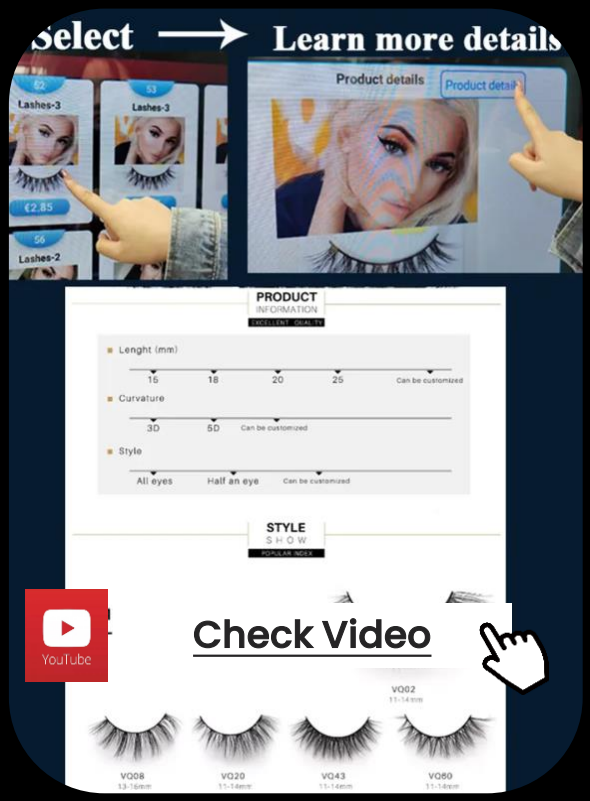 Select
Learn more details
52
Lashes-3
53
Lashes-3
€2.85
56
Lashes-2
Product details
Product details
PRODUCT
INFORMATION
EXCELLENT QUALITY
Lenght (mm)
15 18 20 25 Can be customized
Curvature
3D 5D Can be customized
Style
All eyes Half an eye Can be customized
STYLE
SHOW
POPULAR INDEX
Check Video
YouTube
VQ02
11-14mm
VQ08 VQ20 VQ43 VQ60
13-16mm 11-14mm 11-14mm 11-14mm